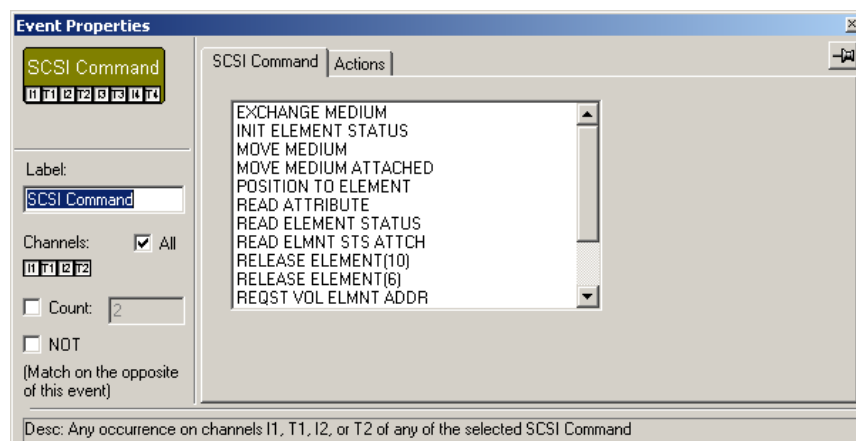 Event Properties
SCSI Command
I1 T1 I2 T2 I3 T3 I4 T4
SCSI Command
Actions
EXCHANGE MEDIUM
INIT ELEMENT STATUS
MOVE MEDIUM
MOVE MEDIUM ATTACHED
POSITION TO ELEMENT
READ ATTRIBUTE
READ ELEMENT STATUS
READ ELMNT STS ATTCH
RELEASE ELEMENT(10)
RELEASE ELEMENT(6)
REQST VOL ELMNT ADDR
Label:
SCSI Command
Channels:
All
I1 T1 I2 T2
Count:
2
NOT
(Match on the opposite
of this event)
Desc: Any occurrence on channels I1, T1, I2, or T2 of any of the selected SCSI Command